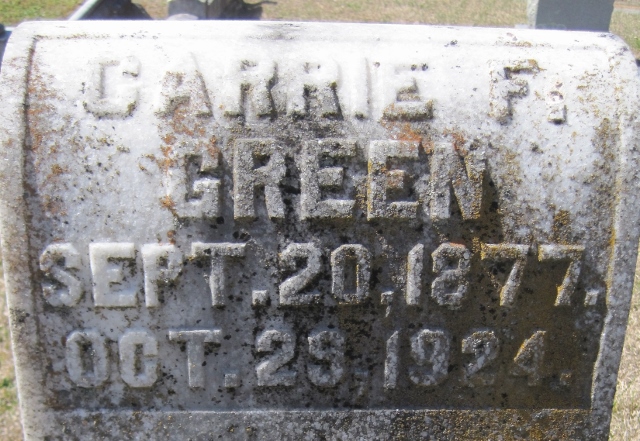 CARRIE F.
GREEN
SEPT. 20, 1877.
OCT. 29, 1924.